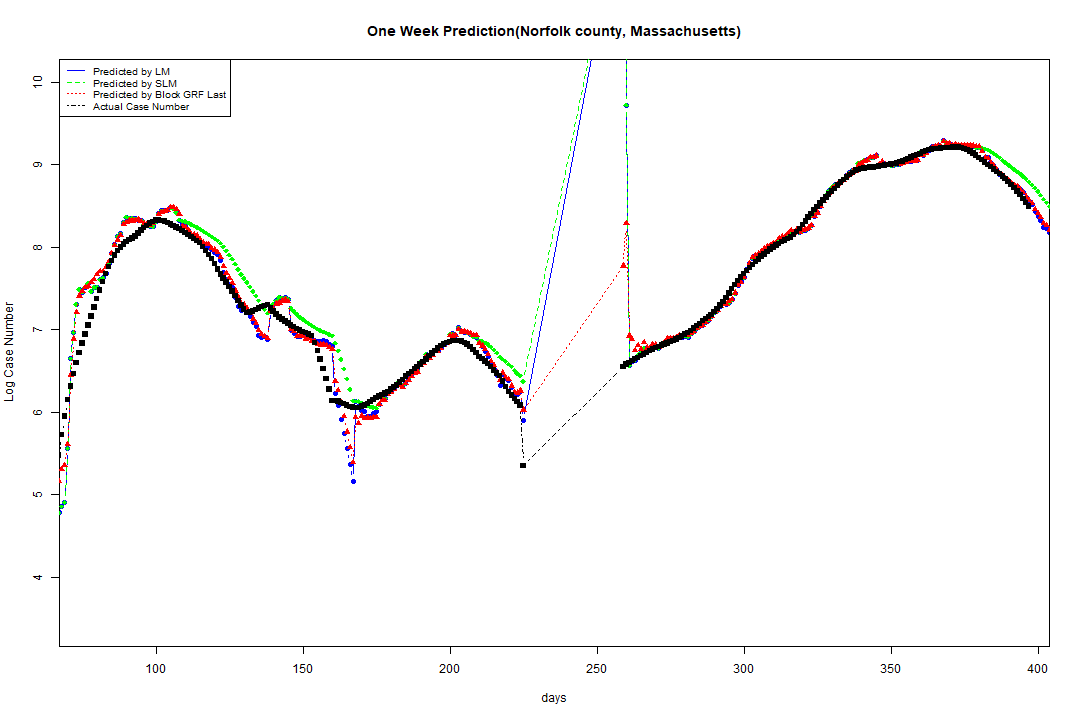 One Week Prediction(Norfolk county, Massachusetts)
Predicted by LM
Predicted by SLM
Predicted by Block GRF Last
Actual Case Number
Log Case Number
10
9
8
7
6
5
4
100 150 200 250 300 350 400
days